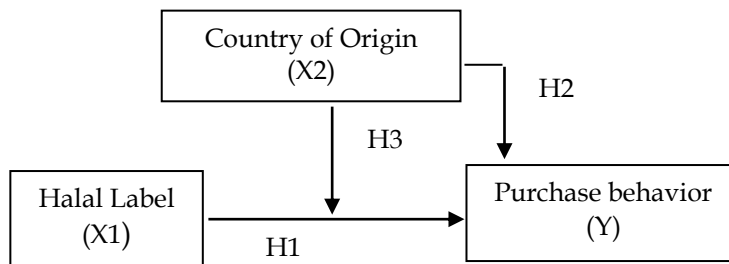 Country of Origin
(X2)
H2
H3
Halal Label
(X1)
Purchase behavior
(Y)
H1